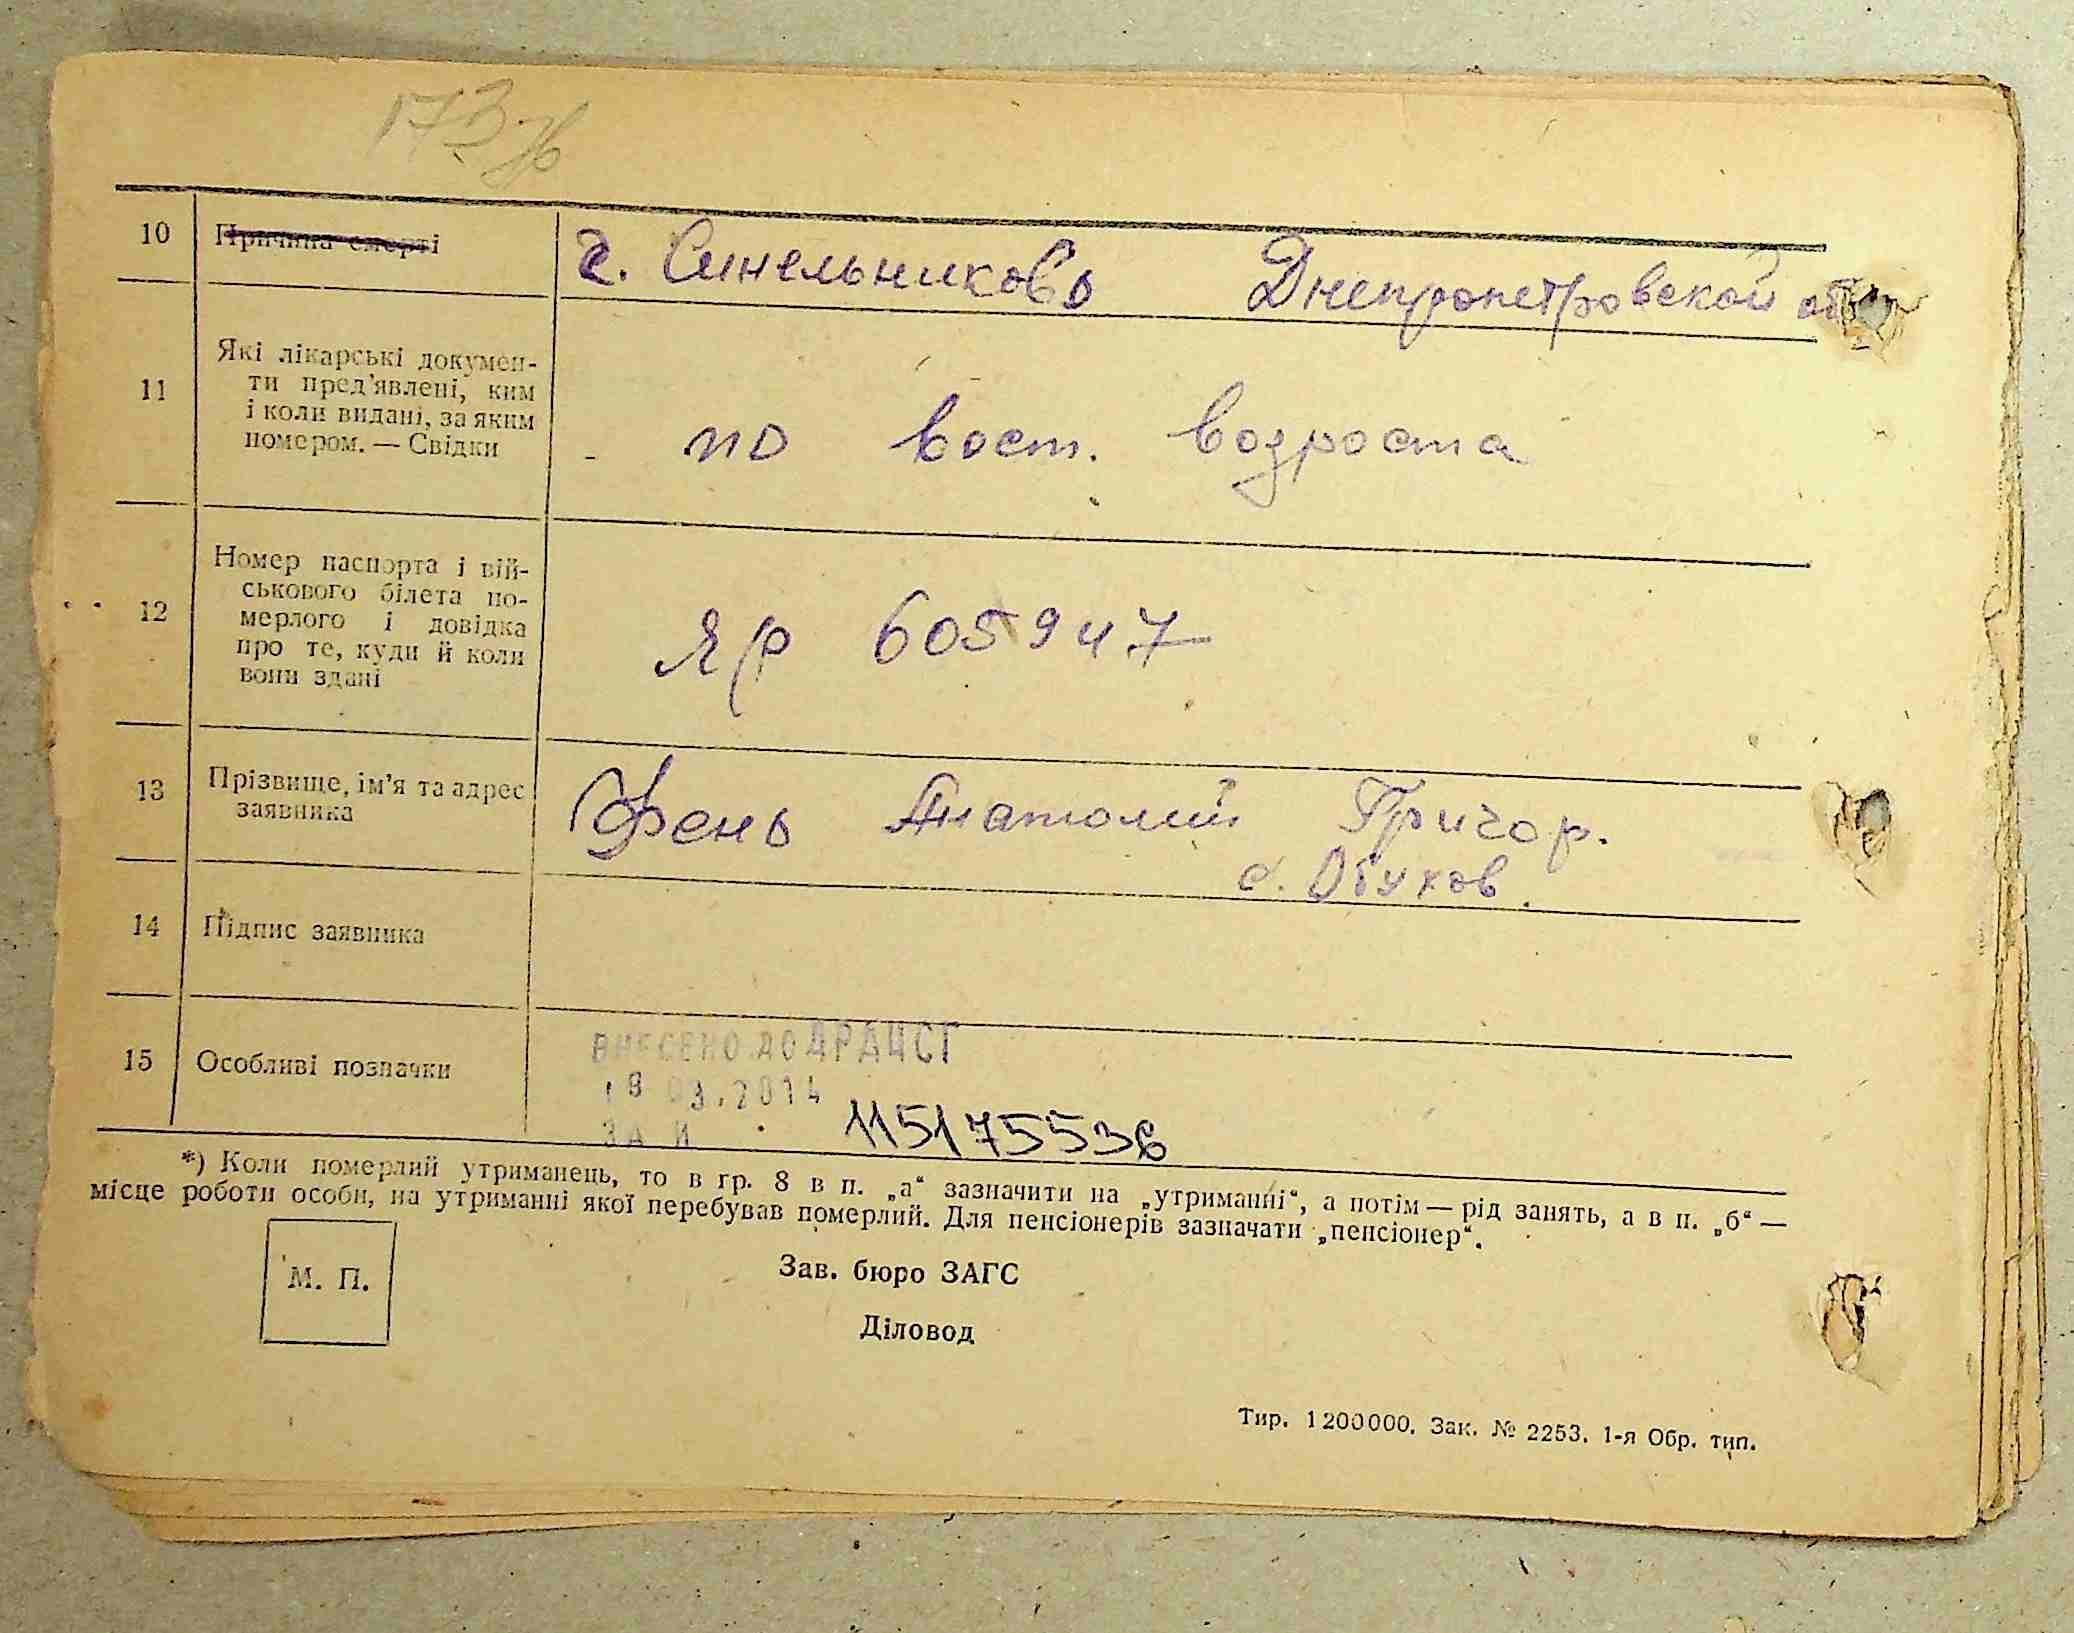 173
10 Причина смерті г. Синельниково Днепропетровской об
11 Які лікарські докумен-
ти пред'явлені, ким
і коли видані, за яким
номером. — Свідки
- по вост. возроста
12 Номер паспорта і вій-
ськового білета по-
мерлого і довідка
про те, куди й коли
вони здані
ЯР 605947
13 Прізвище, ім'я та адрес
заявника
Фень Анатолий Григор.
с. Обухов.
14 Підпис заявника
15 Особливі позначки
ВНЕСЕНО ДО ДРАЦСГ
19 03.2014
ЗА N 115175536
*) Коли померлий утриманець, то в гр. 8 в п. „а“ зазначити на „утриманні“, а потім — рід занять, а в п. „б“ —
місце роботи особи, на утриманні якої перебував померлий. Для пенсіонерів зазначати „пенсіонер“.
М. П.
Зав. бюро ЗАГС
Діловод
Тир. 1200000. Зак. № 2253. 1-я Обр. тип.